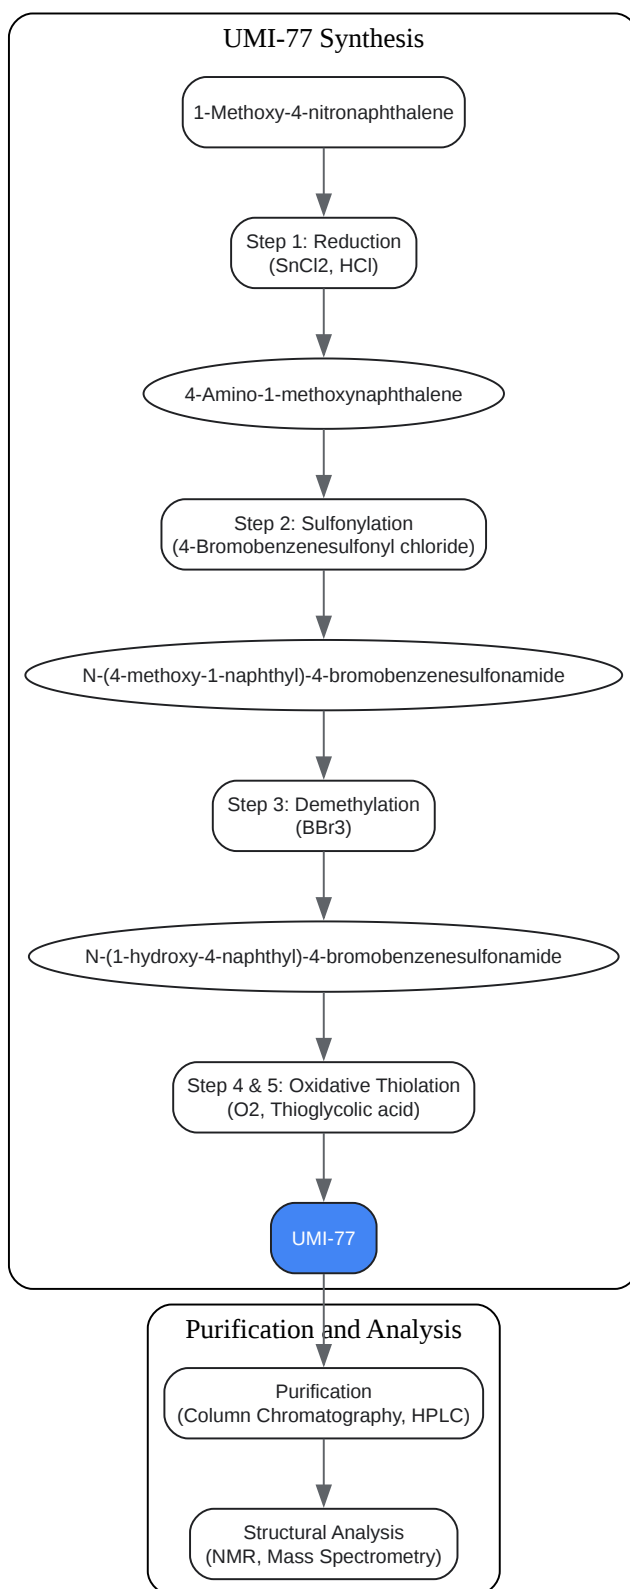 UMI-77 Synthesis
1-Methoxy-4-nitronaphthalene
Step 1: Reduction
(SnCl2, HCl)
4-Amino-1-methoxynaphthalene
Step 2: Sulfonylation
(4-Bromobenzenesulfonyl chloride)
N-(4-methoxy-1-naphthyl)-4-bromobenzenesulfonamide
Step 3: Demethylation
(BBr3)
N-(1-hydroxy-4-naphthyl)-4-bromobenzenesulfonamide
Step 4 & 5: Oxidative Thiolation
(O2, Thioglycolic acid)
UMI-77
Purification and Analysis
Purification
(Column Chromatography, HPLC)
Structural Analysis
(NMR, Mass Spectrometry)